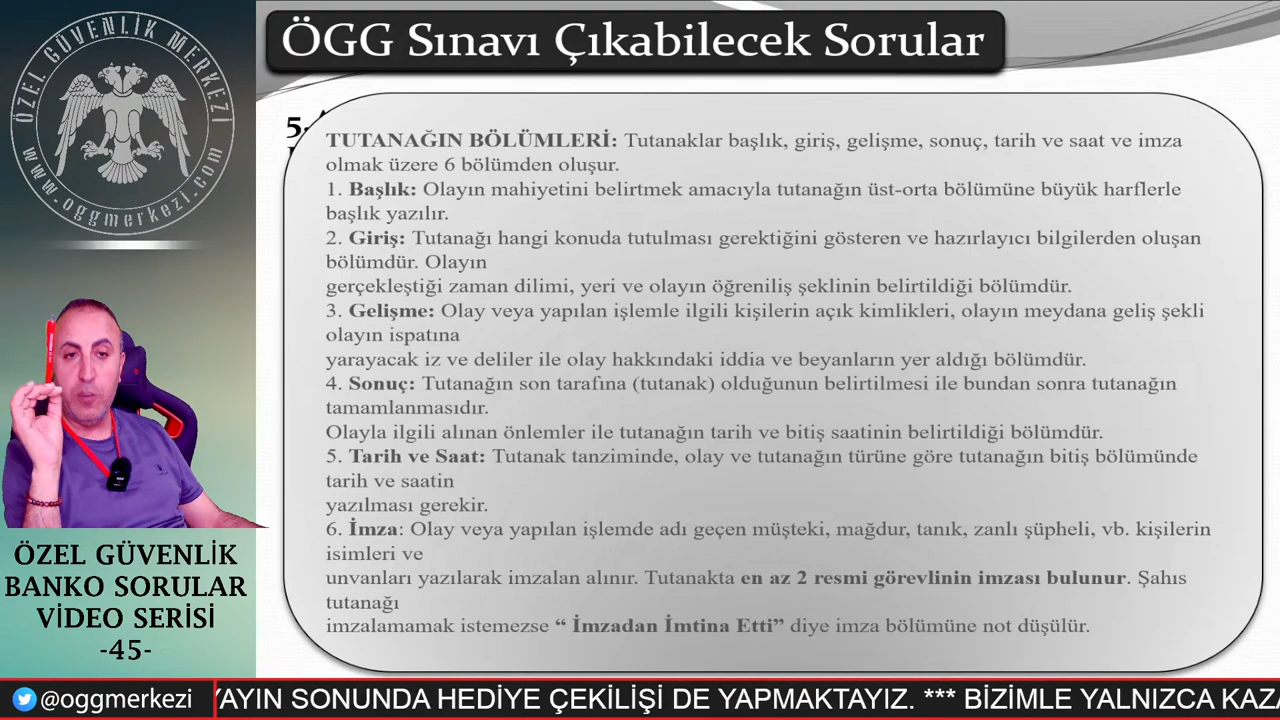 ÖGG Sınavı Çıkabilecek Sorular
ÖZEL GÜVENLİK MERKEZİ
www.oggmerkezi.com
5-
TUTANAĞIN BÖLÜMLERİ: Tutanaklar başlık, giriş, gelişme, sonuç, tarih ve saat ve imza
olmak üzere 6 bölümden oluşur.
1. Başlık: Olayın mahiyetini belirtmek amacıyla tutanağın üst-orta bölümüne büyük harflerle
başlık yazılır.
2. Giriş: Tutanağı hangi konuda tutulması gerektiğini gösteren ve hazırlayıcı bilgilerden oluşan
bölümdür. Olayın
gerçekleştiği zaman dilimi, yeri ve olayın öğreniliş şeklinin belirtildiği bölümdür.
3. Gelişme: Olay veya yapılan işlemle ilgili kişilerin açık kimlikleri, olayın meydana geliş şekli
olayın ispatına
yarayacak iz ve deliler ile olay hakkındaki iddia ve beyanların yer aldığı bölümdür.
4. Sonuç: Tutanağın son tarafına (tutanak) olduğunun belirtilmesi ile bundan sonra tutanağın
tamamlanmasıdır.
Olayla ilgili alınan önlemler ile tutanağın tarih ve bitiş saatinin belirtildiği bölümdür.
5. Tarih ve Saat: Tutanak tanziminde, olay ve tutanağın türüne göre tutanağın bitiş bölümünde
tarih ve saatin
yazılması gerekir.
6. İmza: Olay veya yapılan işlemde adı geçen müşteki, mağdur, tanık, zanlı şüpheli, vb. kişilerin
isimleri ve
unvanları yazılarak imzalan alınır. Tutanakta en az 2 resmi görevlinin imzası bulunur. Şahıs
tutanağı
imzalamamak istemezse “ İmzadan İmtina Etti” diye imza bölümüne not düşülür.
ÖZEL GÜVENLİK
BANKO SORULAR
VİDEO SERİSİ
-45-
@oggmerkezi
YAYIN SONUNDA HEDİYE ÇEKİLİŞİ DE YAPMAKTAYIZ. *** BİZİMLE YALNIZCA KAZA